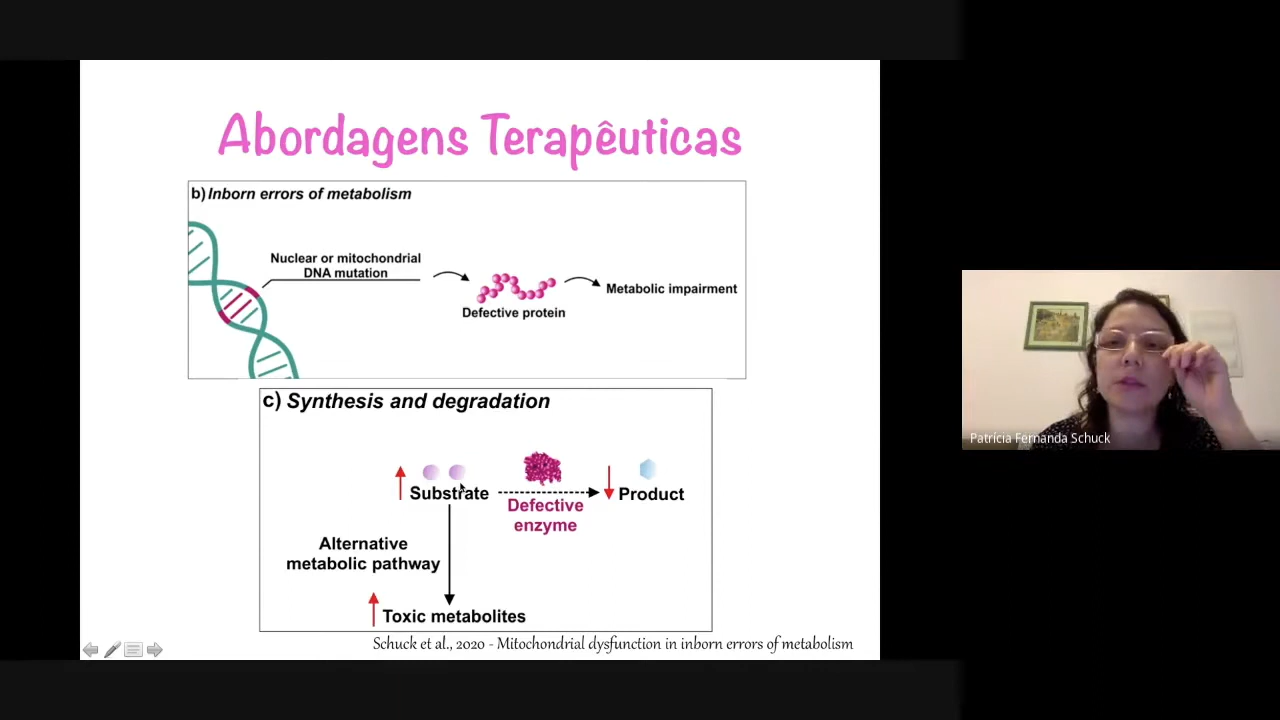 Abordagens Terapêuticas
b) Inborn errors of metabolism
Nuclear or mitochondrial
DNA mutation
Defective protein
Metabolic impairment
c) Synthesis and degradation
Substrate
Defective
enzyme
Product
Alternative
metabolic pathway
Toxic metabolites
Schuck et al., 2020 - Mitochondrial dysfunction in inborn errors of metabolism
Patrícia Fernanda Schuck